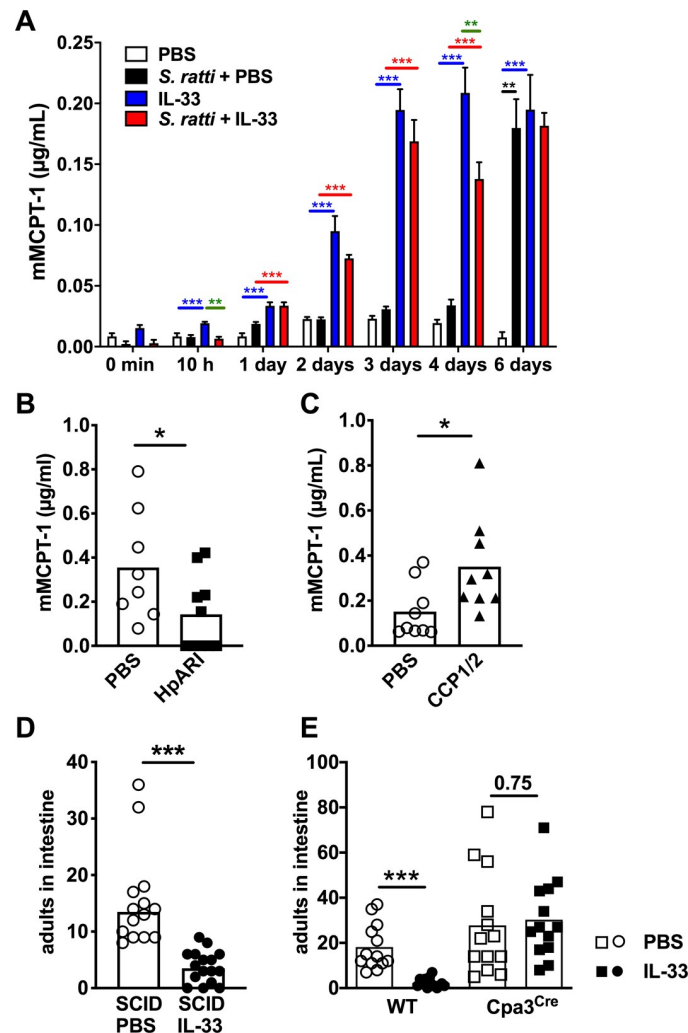 A
PBS
S. ratti + PBS
IL-33
S. ratti + IL-33
mMCPT-1 (µg/mL)
0.25
0.20
0.15
0.10
0.05
0.00
*** **
*** ***
*** ***
*** ***
**
***
***
***
**
0 min 10 h 1 day 2 days 3 days 4 days 6 days
B
mMCPT-1 (µg/ml)
1.0
0.8
0.6
0.4
0.2
0.0
*
PBS HpARI
C
mMCPT-1 (µg/mL)
1.0
0.8
0.6
0.4
0.2
0.0
*
PBS CCP1/2
D
adults in intestine
40
30
20
10
0
***
SCID SCID
PBS IL-33
E
adults in intestine
100
80
60
40
20
0
***
0.75
WT Cpa3Cre
PBS
IL-33